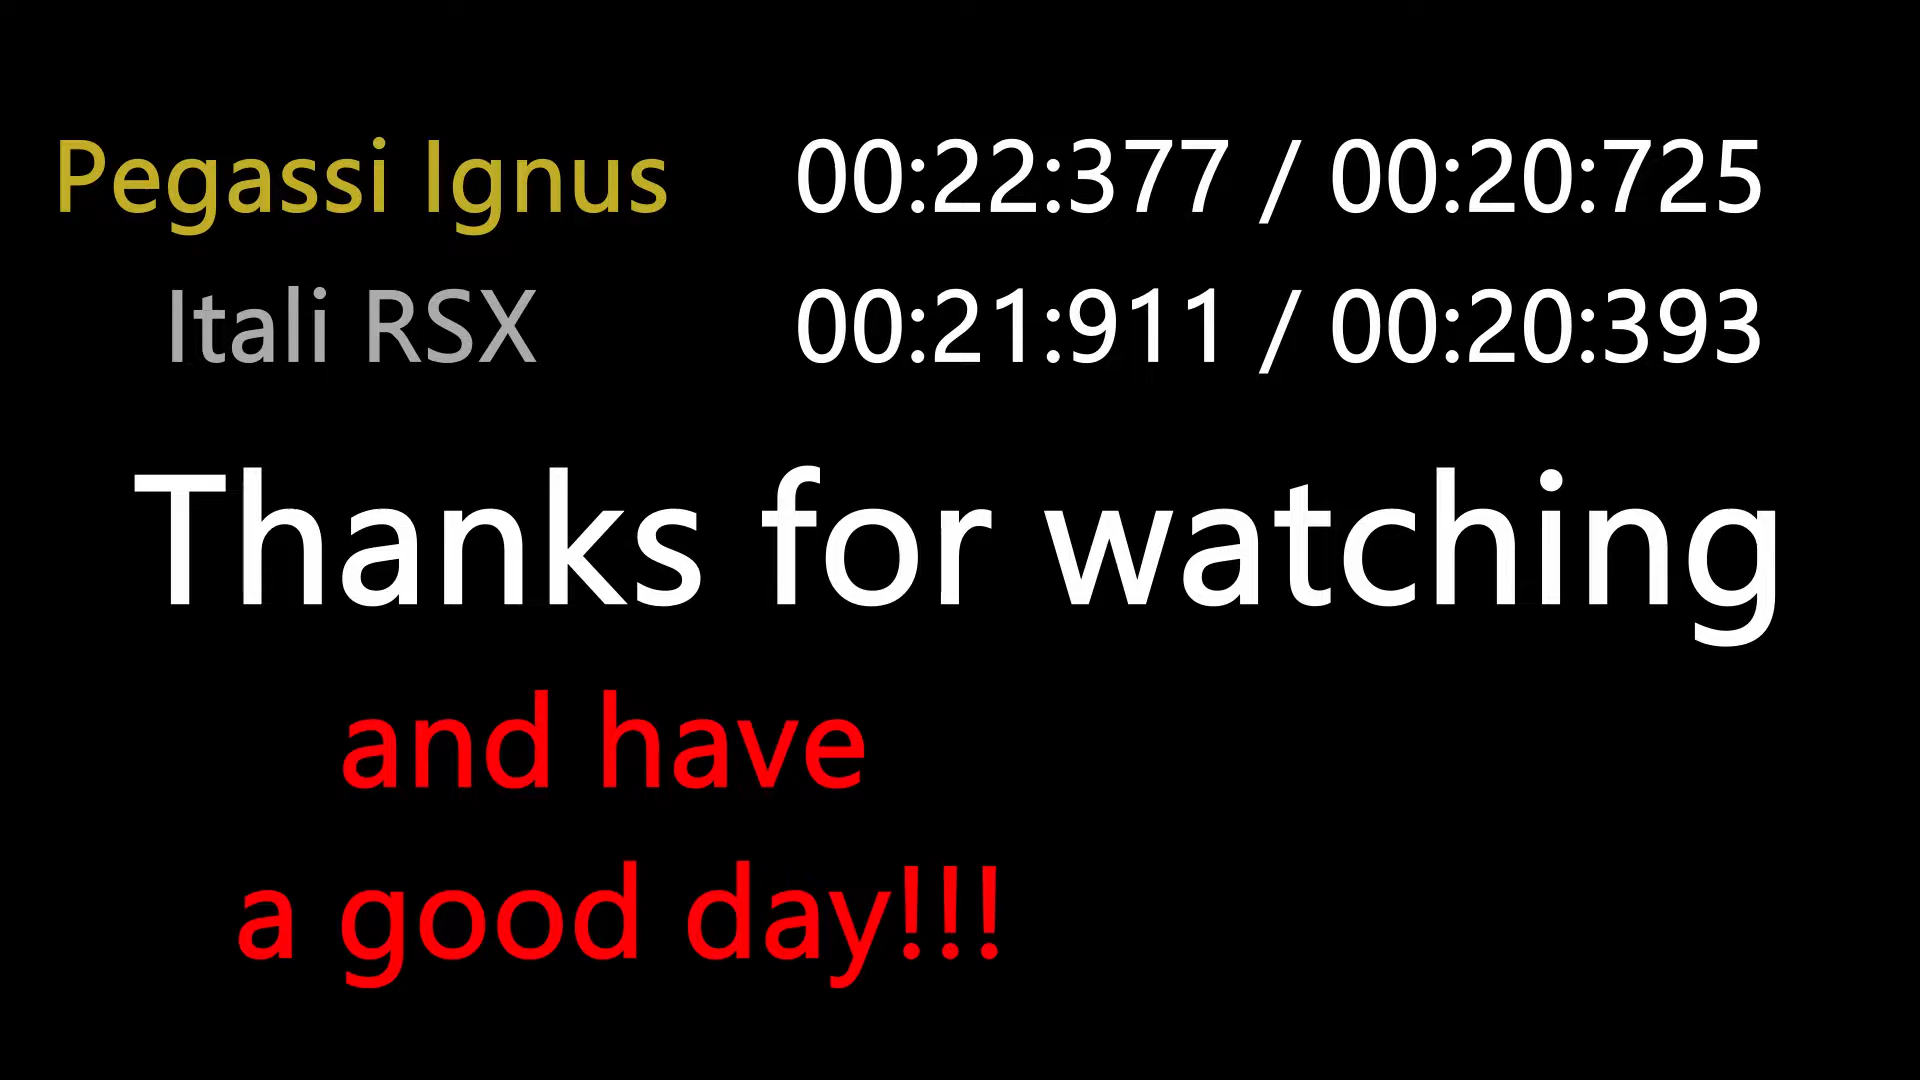 Pegassi Ignus 00:22:377 / 00:20:725
Itali RSX 00:21:911 / 00:20:393
Thanks for watching
and have
a good day!!!